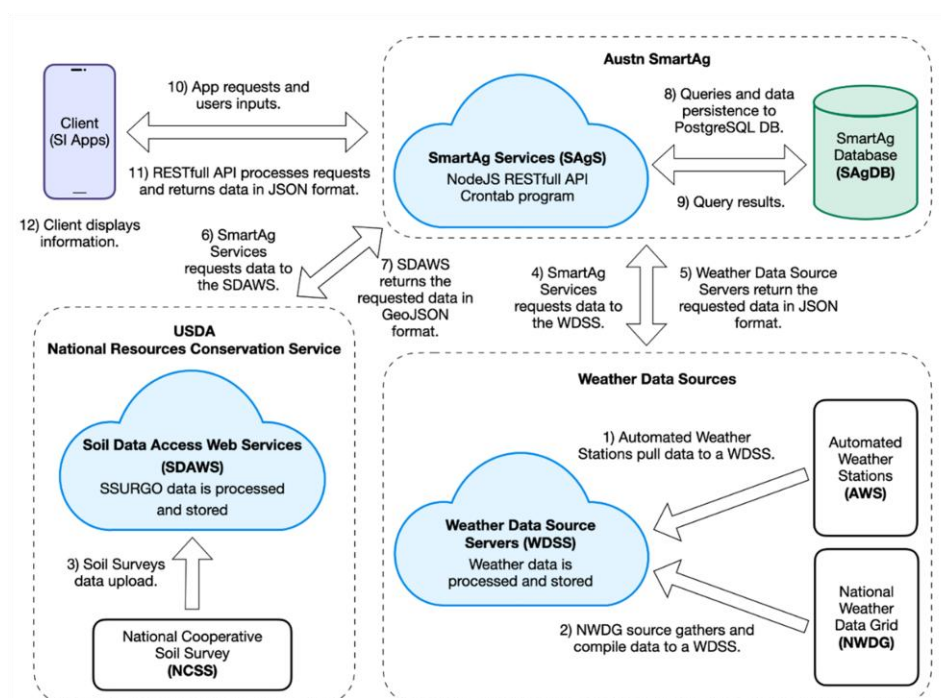 Austn SmartAg
Client
(SI Apps)
10) App requests and
users inputs.
11) RESTfull API processes requests
and returns data in JSON format.
12) Client displays
information.
SmartAg Services (SAgS)
NodeJS RESTfull API
Crontab program
8) Queries and data
persistence to
PostgreSQL DB.
9) Query results.
SmartAg
Database
(SAgDB)
6) SmartAg
Services
requests data to
the SDAWS.
7) SDAWS
returns the
requested data in
GeoJSON
format.
4) SmartAg
Services
requests data to
the WDSS.
5) Weather Data Source
Servers return the
requested data in JSON
format.
USDA
National Resources Conservation Service
Soil Data Access Web Services
(SDAWS)
SSURGO data is processed
and stored
3) Soil Surveys
data upload.
National Cooperative
Soil Survey
(NCSS)
Weather Data Sources
1) Automated Weather
Stations pull data to a WDSS.
Automated
Weather
Stations
(AWS)
Weather Data Source
Servers (WDSS)
Weather data is
processed and stored
2) NWDG source gathers and
compile data to a WDSS.
National
Weather
Data Grid
(NWDG)